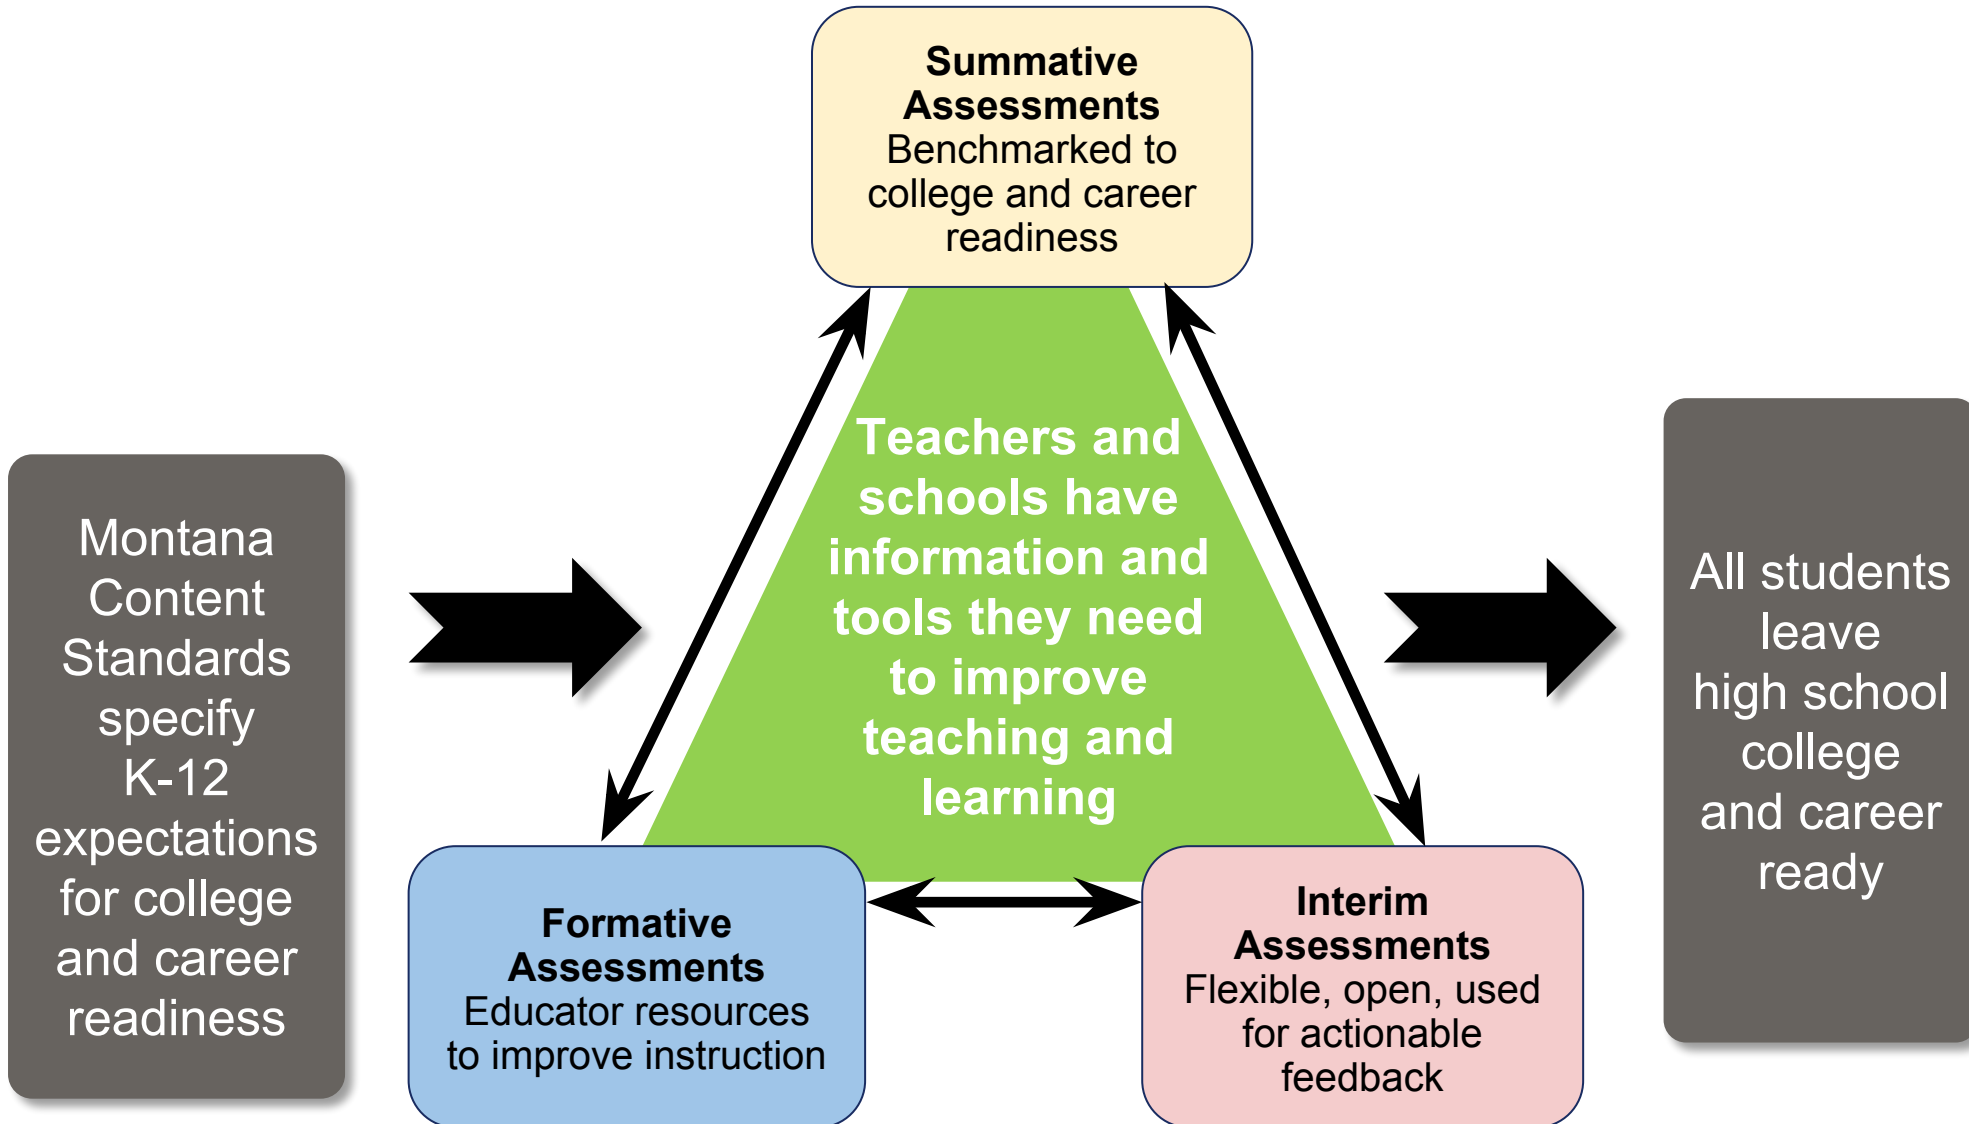 Summative
Assessments
Benchmarked to
college and career
readiness
Montana
Content
Standards
specify
K-12
expectations
for college
and career
readiness
Teachers and
schools have
information and
tools they need
to improve
teaching and
learning
All students
leave
high school
college
and career
ready
Formative
Assessments
Educator resources
to improve instruction
Interim
Assessments
Flexible, open, used
for actionable
feedback